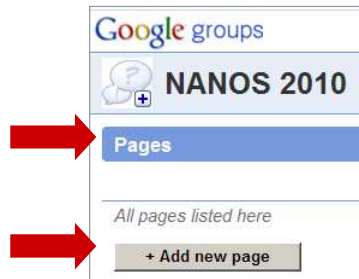 Google groups
NANOS 2010
Pages
All pages listed here
+ Add new page